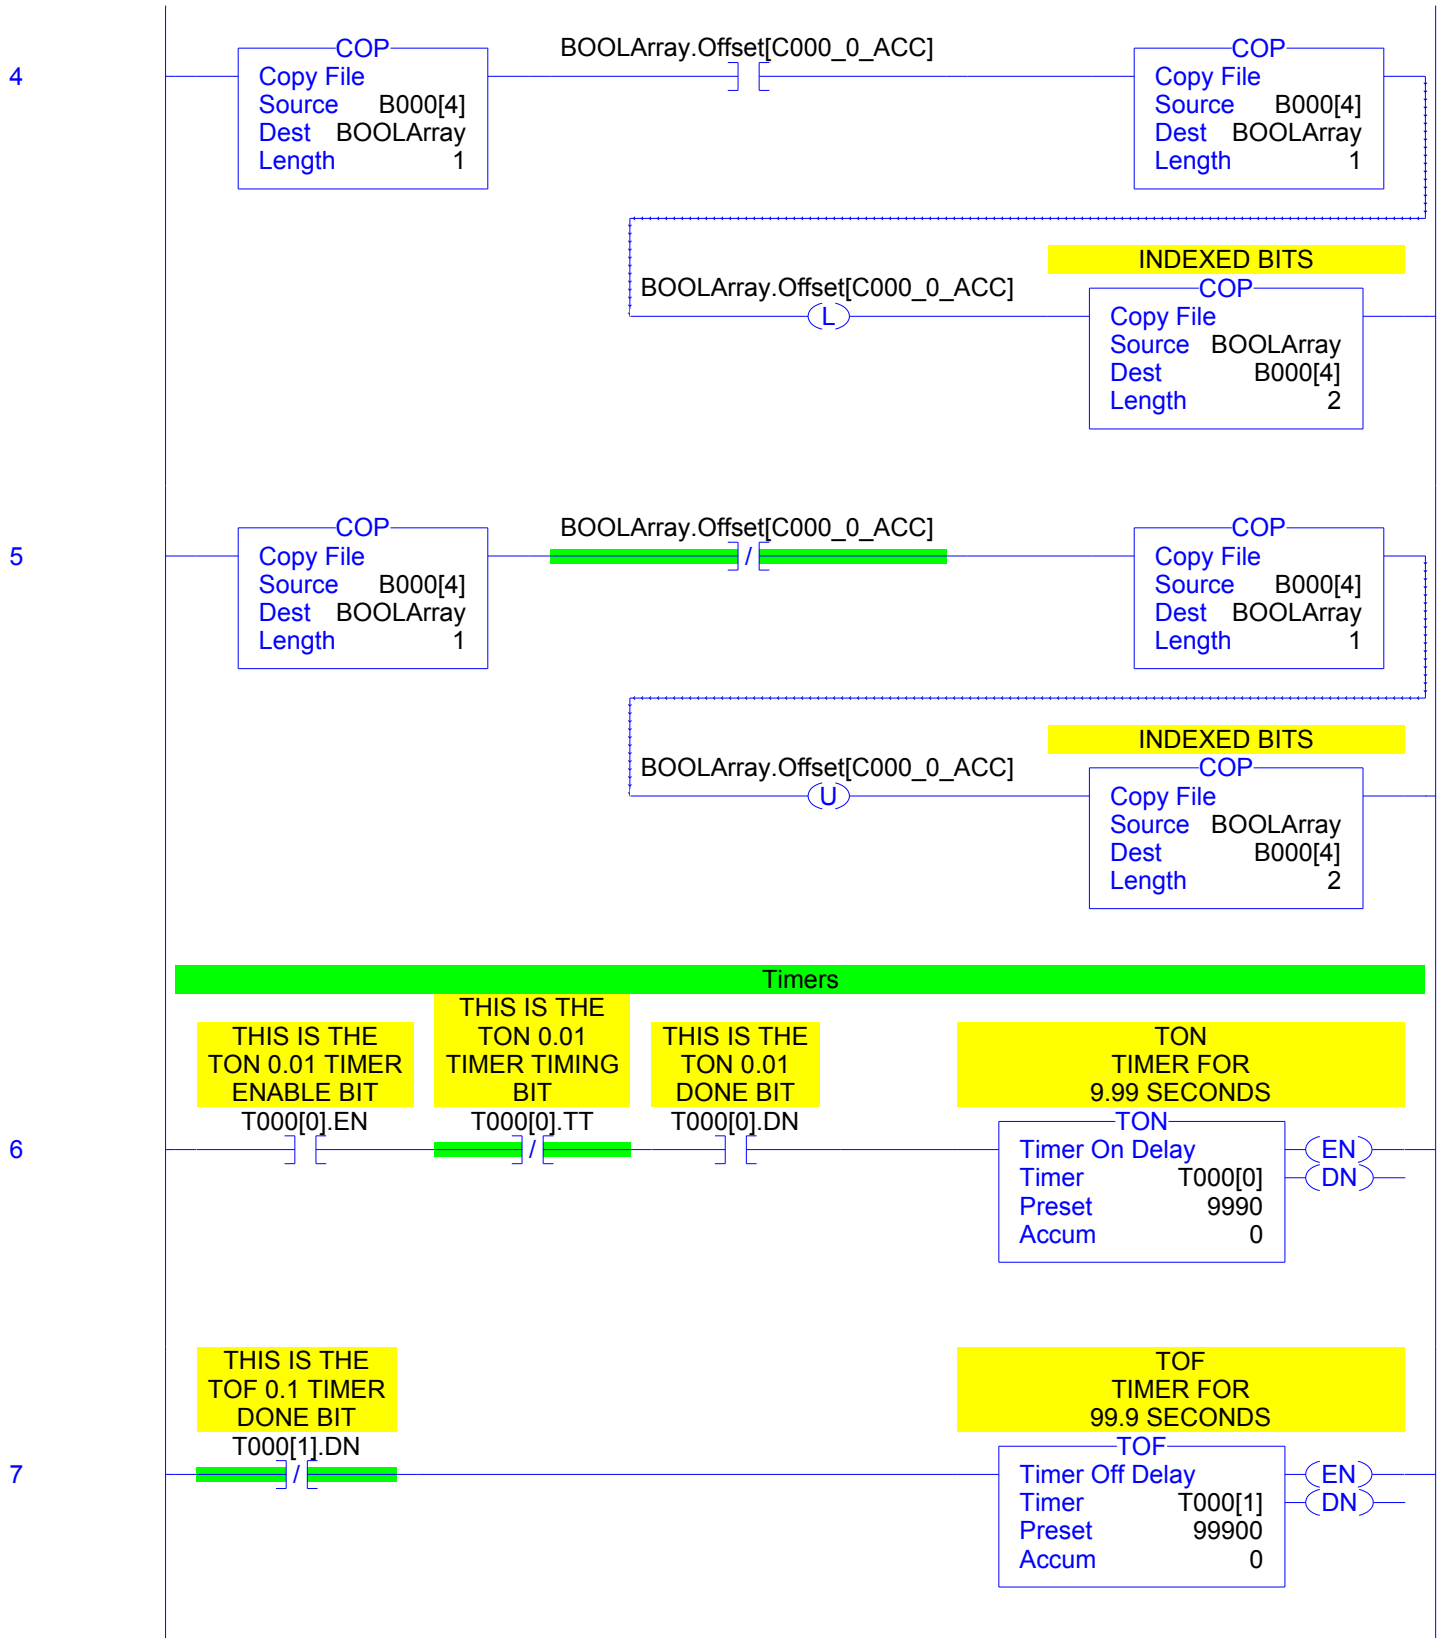 COP
BOOLArray.Offset[C000_0_ACC]
COP
4
Copy File
Source B000[4]
Dest BOOLArray
Length 1
Copy File
Source B000[4]
Dest BOOLArray
Length 1
INDEXED BITS
BOOLArray.Offset[C000_0_ACC]
L
COP
Copy File
Source BOOLArray
Dest B000[4]
Length 2
COP
BOOLArray.Offset[C000_0_ACC]
COP
5
Copy File
Source B000[4]
Dest BOOLArray
Length 1
/
Copy File
Source B000[4]
Dest BOOLArray
Length 1
INDEXED BITS
BOOLArray.Offset[C000_0_ACC]
U
COP
Copy File
Source BOOLArray
Dest B000[4]
Length 2
Timers
THIS IS THE
TON 0.01 TIMER
ENABLE BIT
T000[0].EN
THIS IS THE
TON 0.01
TIMER TIMING
BIT
T000[0].TT
/
THIS IS THE
TON 0.01
DONE BIT
T000[0].DN
TON
TIMER FOR
9.99 SECONDS
TON
6
Timer On Delay
Timer T000[0]
Preset 9990
Accum 0
EN
DN
THIS IS THE
TOF 0.1 TIMER
DONE BIT
T000[1].DN
/
TOF
TIMER FOR
99.9 SECONDS
TOF
7
Timer Off Delay
Timer T000[1]
Preset 99900
Accum 0
EN
DN